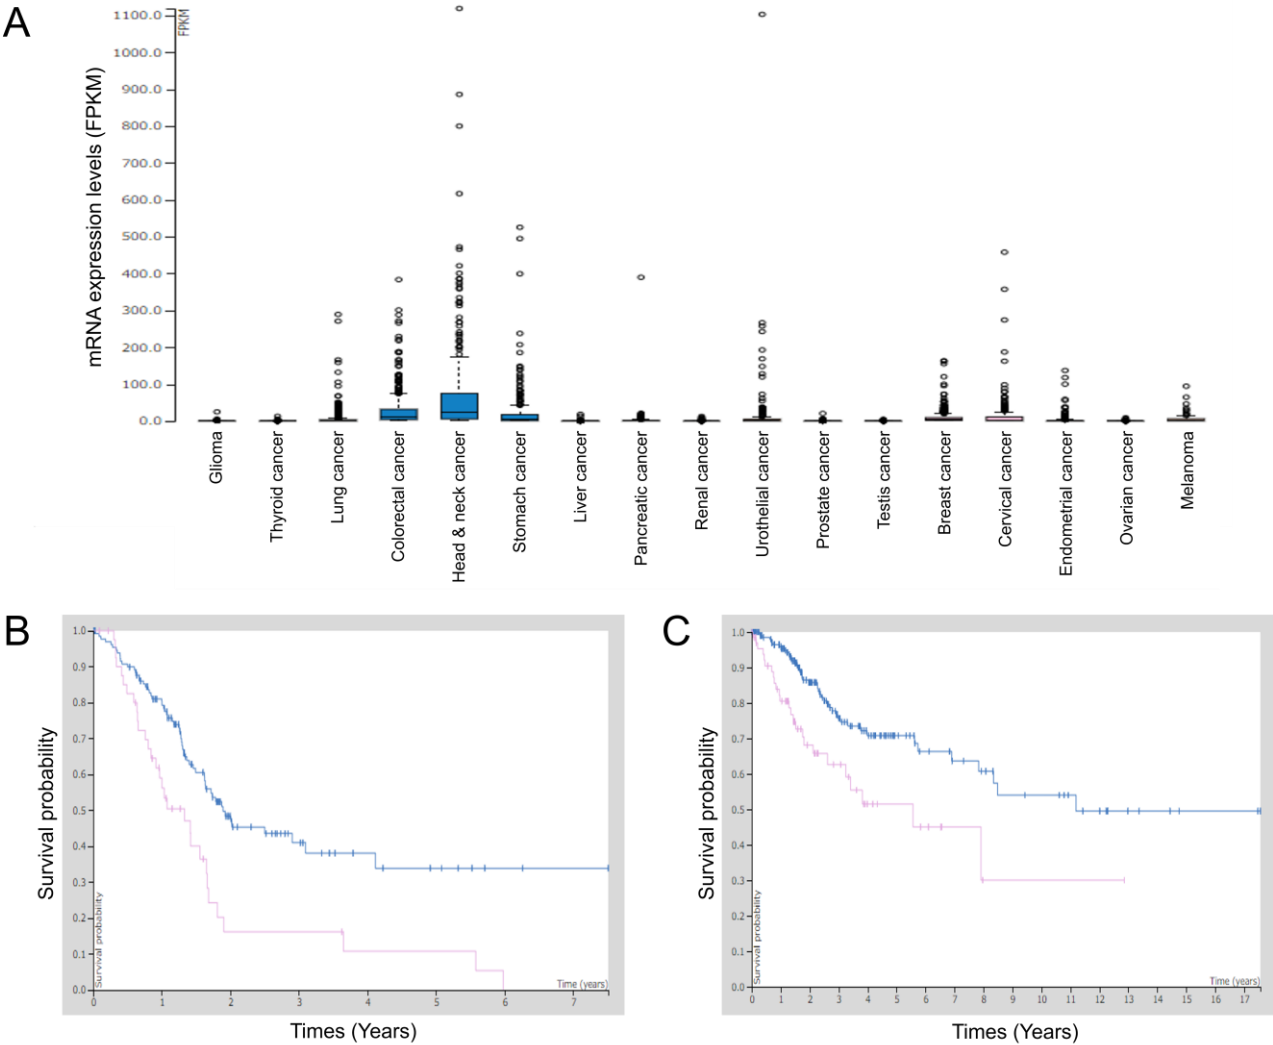 A
mRNA expression levels (FPKM)
FPKM
1100.0
1000.0
900.0
800.0
700.0
600.0
500.0
400.0
300.0
200.0
100.0
0.0
Glioma
Thyroid cancer
Lung cancer
Colorectal cancer
Head & neck cancer
Stomach cancer
Liver cancer
Pancreatic cancer
Renal cancer
Urothelial cancer
Prostate cancer
Testis cancer
Breast cancer
Cervical cancer
Endometrial cancer
Ovarian cancer
Melanoma
B
Survival probability
1.0
0.9
0.8
0.7
0.6
0.5
0.4
0.3
0.2
0.1
0.0
Survival probability
Time (years)
0 1 2 3 4 5 6 7
Times (Years)
C
Survival probability
1.0
0.9
0.8
0.7
0.6
0.5
0.4
0.3
0.2
0.1
0.0
Survival probability
Time (years)
0 1 2 3 4 5 6 7 8 9 10 11 12 13 14 15 16 17
Times (Years)